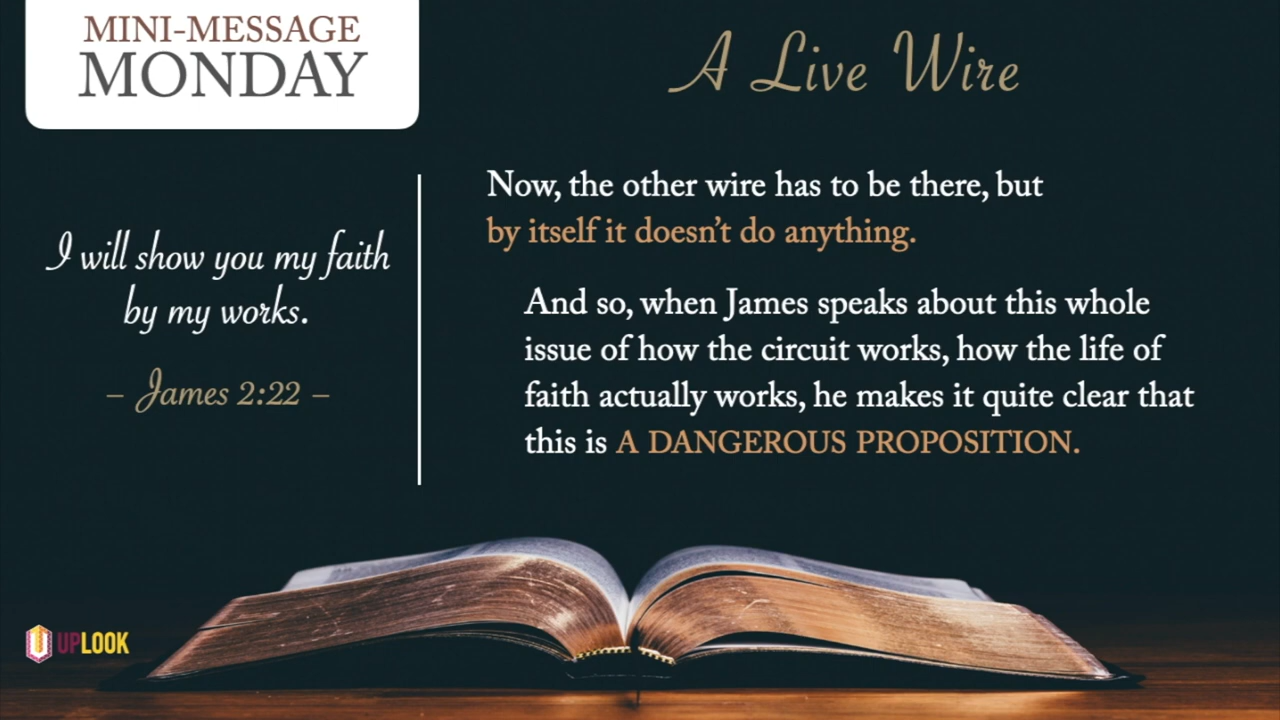 MINI-MESSAGE
MONDAY
A Live Wire
I will show you my faith
by my works.
– James 2:22 –
Now, the other wire has to be there, but
by itself it doesn't do anything.
And so, when James speaks about this whole
issue of how the circuit works, how the life of
faith actually works, he makes it quite clear that
this is A DANGEROUS PROPOSITION.
UPLOOK